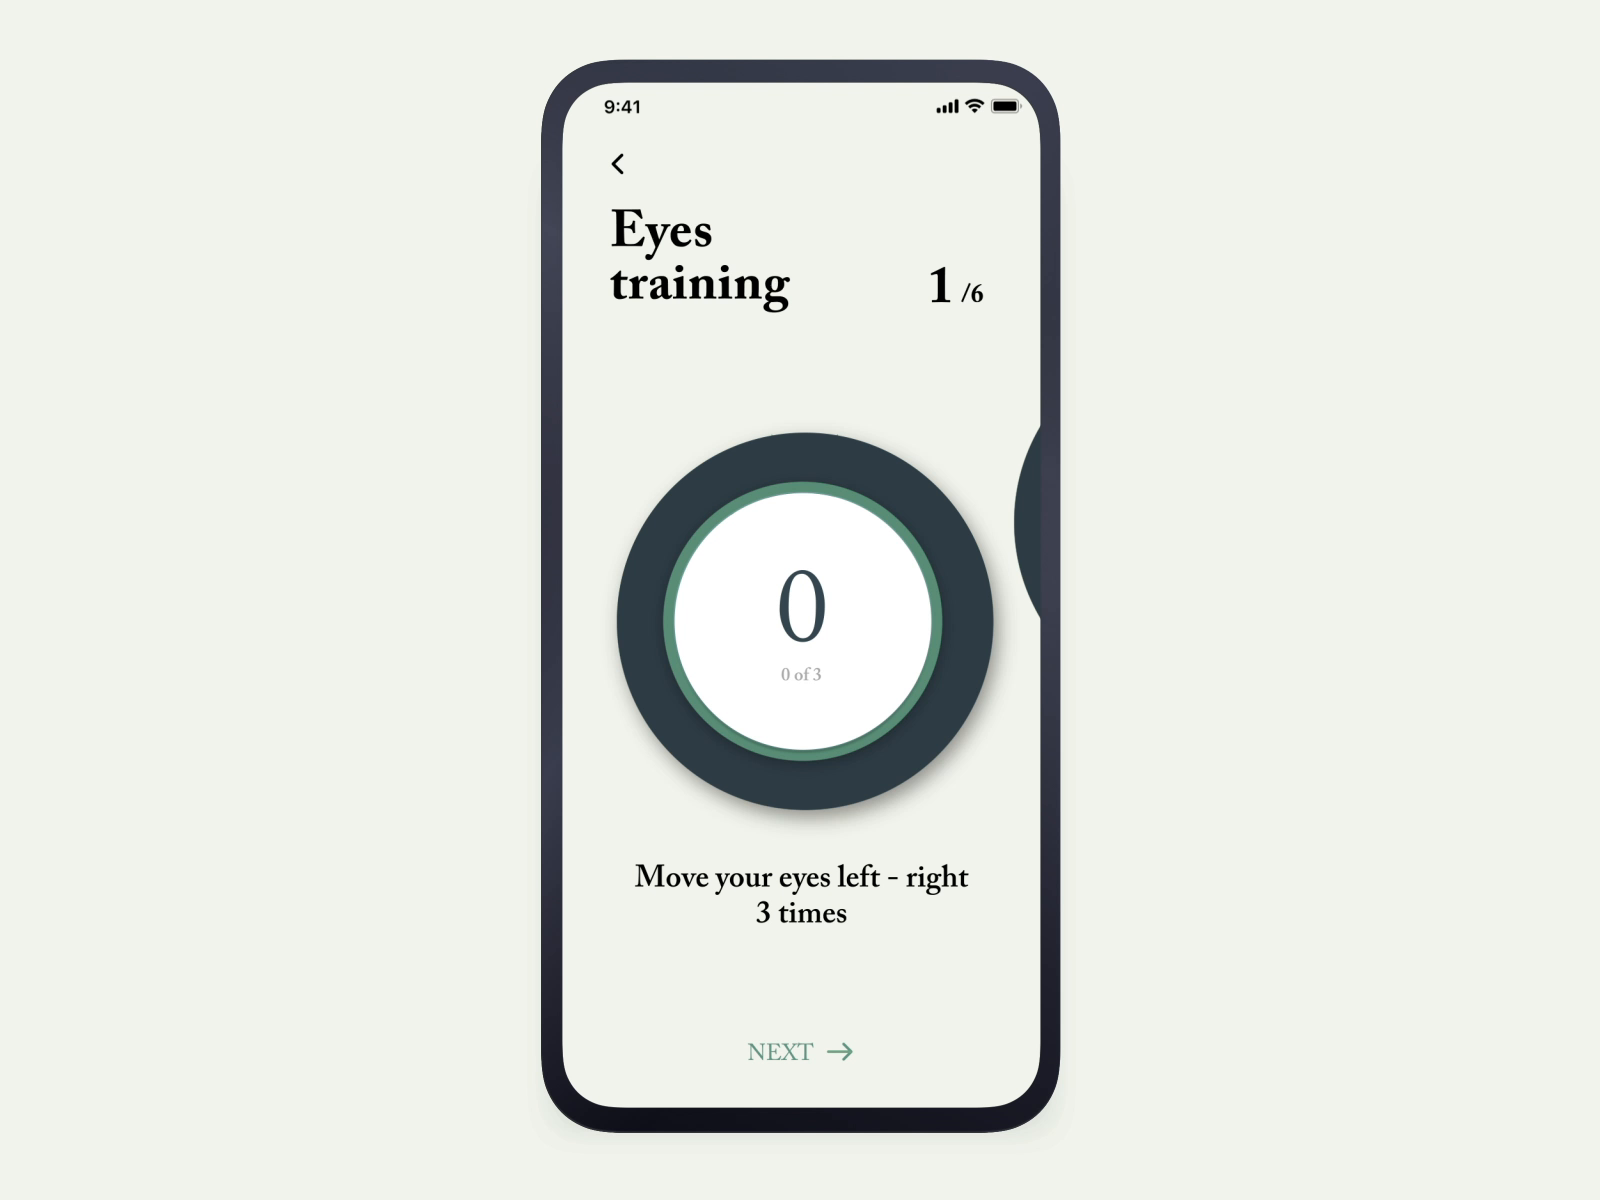 9:41
Eyes
training
1 /6
0
0 of 3
Move your eyes left - right
3 times
NEXT